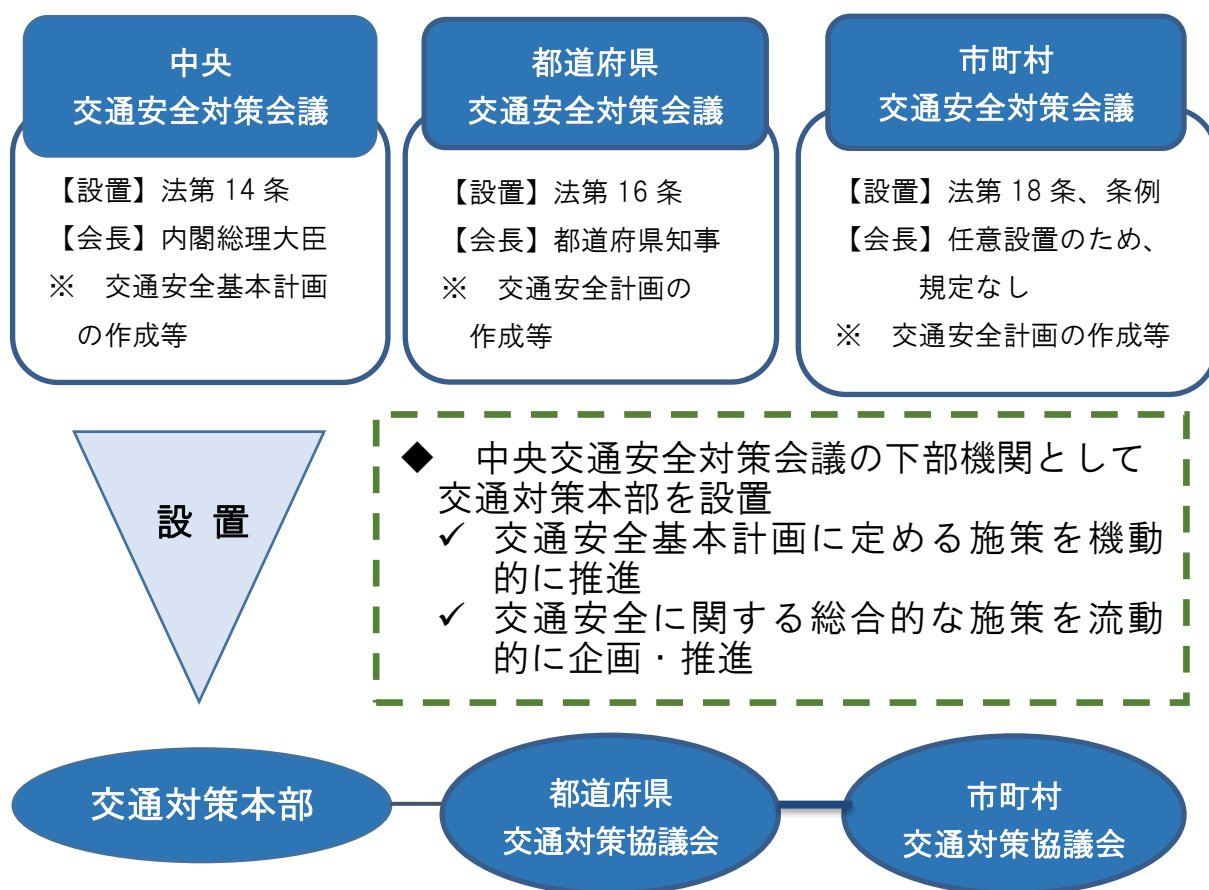 中央
交通安全対策会議
【設置】法第 14 条
【会長】内閣総理大臣
※　交通安全基本計画
の作成等
都道府県
交通安全対策会議
【設置】法第 16 条
【会長】都道府県知事
※　交通安全計画の
作成等
市町村
交通安全対策会議
【設置】法第 18 条、条例
【会長】任意設置のため、
規定なし
※　交通安全計画の作成等
設 置
◆　中央交通安全対策会議の下部機関として
交通対策本部を設置
✓ 交通安全基本計画に定める施策を機動
的に推進
✓ 交通安全に関する総合的な施策を流動
的に企画・推進
交通対策本部
都道府県
交通対策協議会
市町村
交通対策協議会